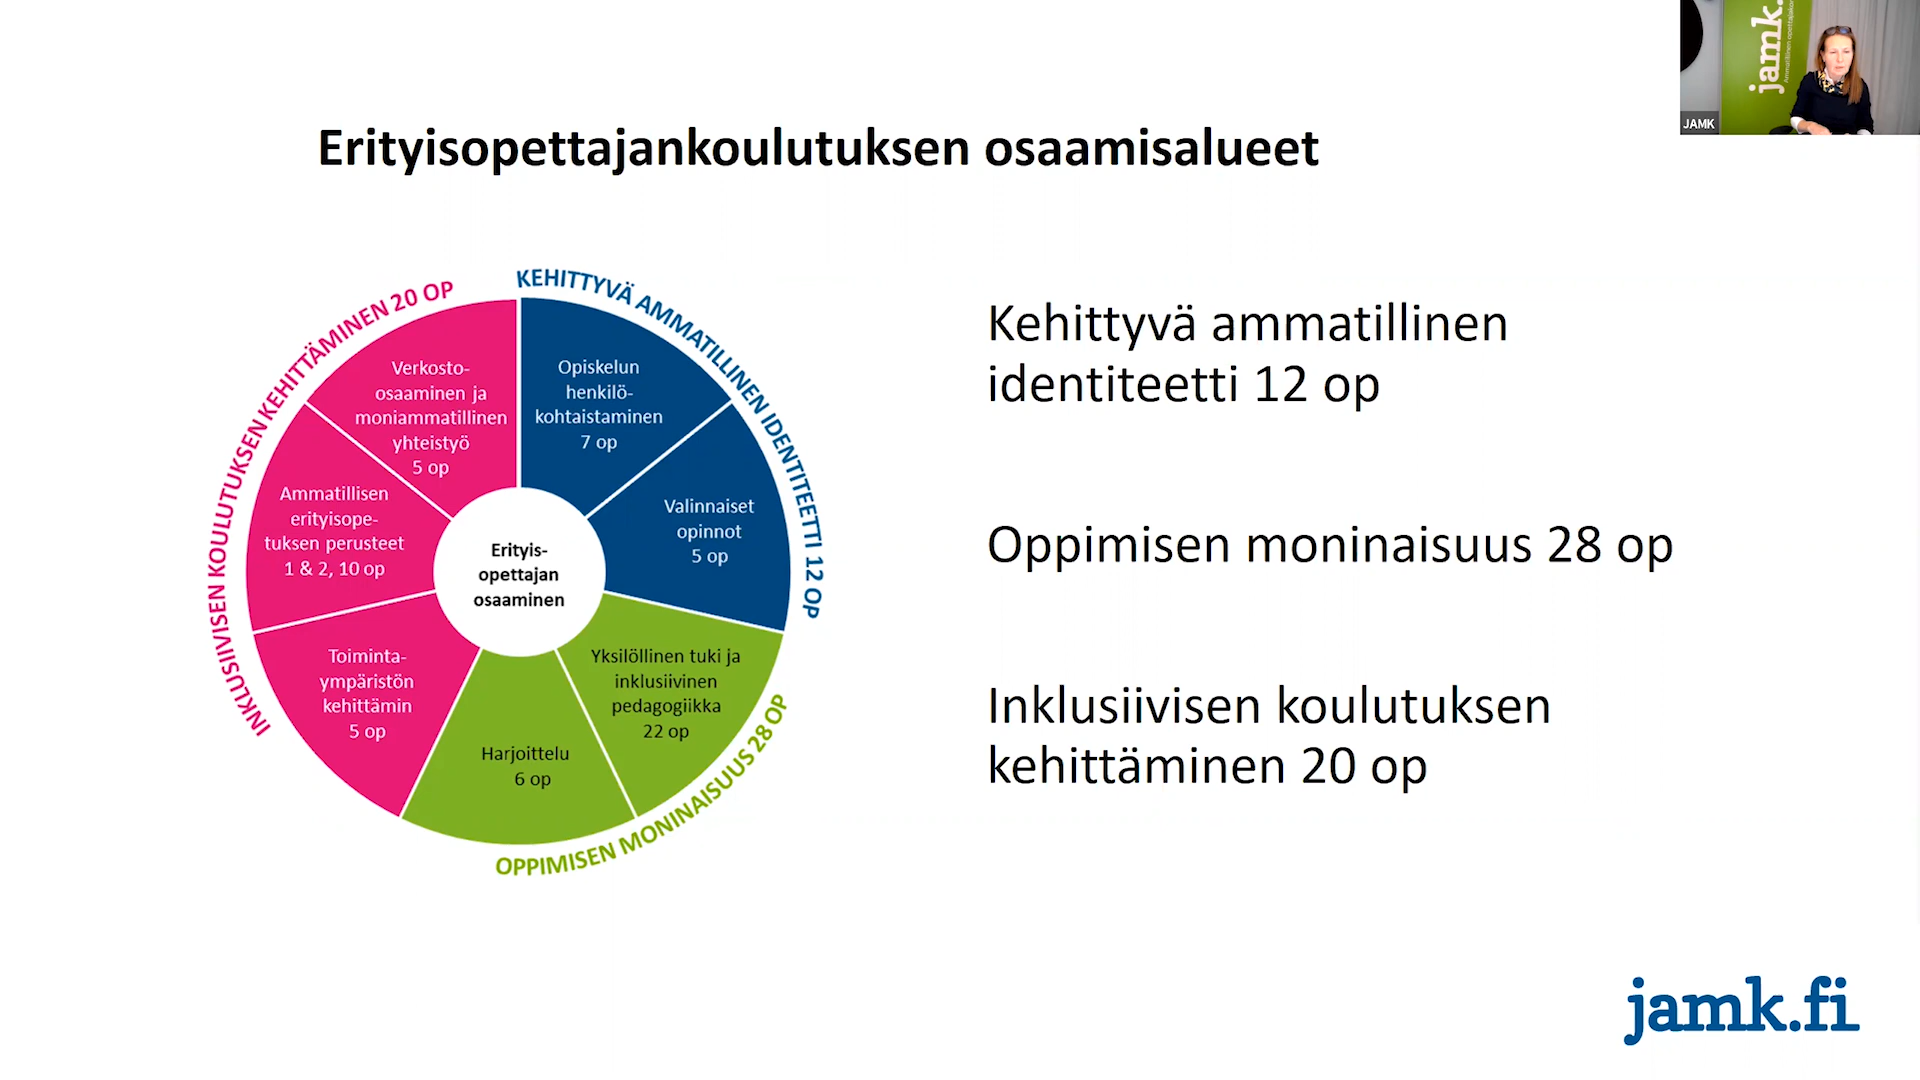 jamk.
JAMK
Erityisopettajankoulutuksen osaamisalueet
INKLUSIIVISEN KOULUTUKSEN KEHITTÄMINEN 20 OP
KEHITTYVÄ AMMATILLINEN IDENTITEETTI 12 OP
OPPIMISEN MONINAISUUS 28 OP
Verkosto-
osaaminen ja
moniammatillinen
yhteistyö
5 op
Opiskelun
henkilö-
kohtaistaminen
7 op
Ammatillisen
erityisope-
tuksen perusteet
1 & 2, 10 op
Valinnaiset
opinnot
5 op
Erityis-
opettajan
osaaminen
Toiminta-
ympäristön
kehittämin
5 op
Yksilöllinen tuki ja
inklusiivinen
pedagogiikka
22 op
Harjoittelu
6 op
Kehittyvä ammatillinen
identiteetti 12 op
Oppimisen moninaisuus 28 op
Inklusiivisen koulutuksen
kehittäminen 20 op
jamk.fi